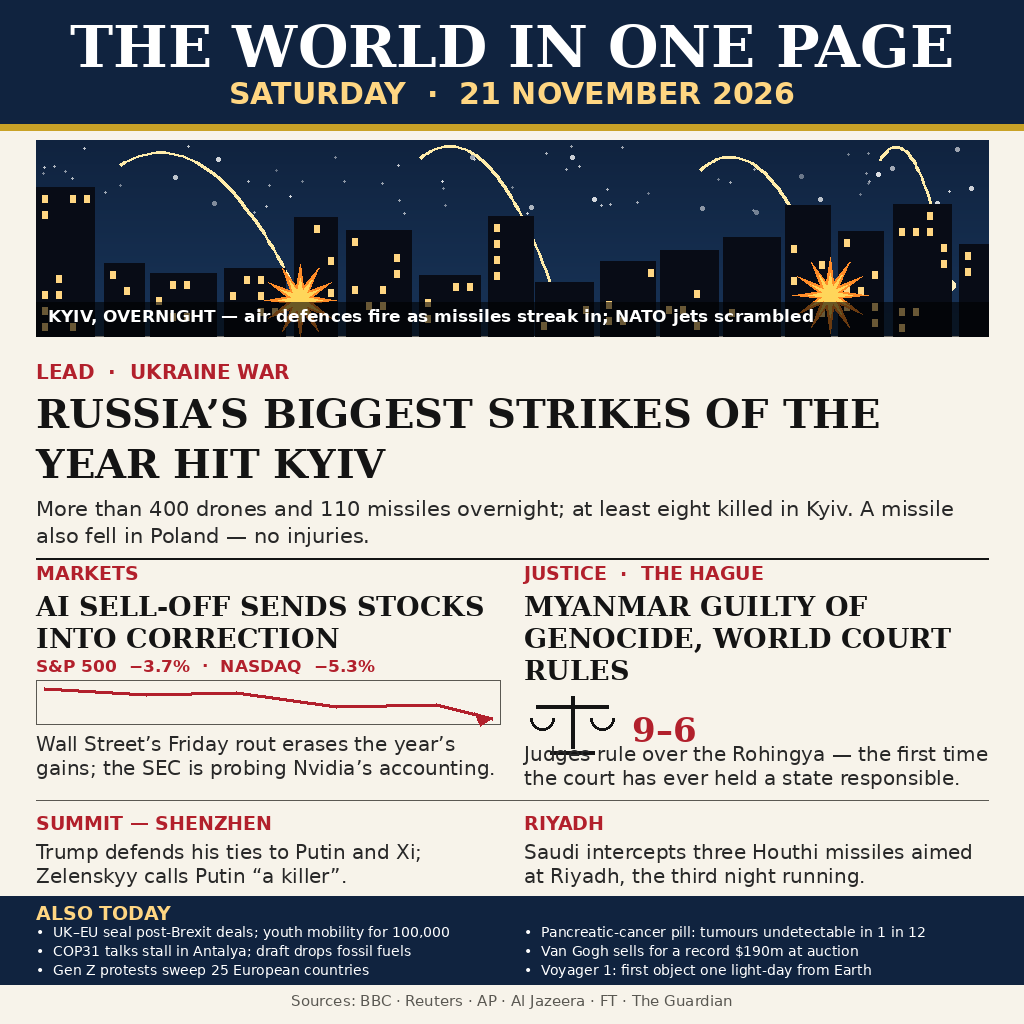 THE WORLD IN ONE PAGE
SATURDAY · 21 NOVEMBER 2026
KYIV, OVERNIGHT — air defences fire as missiles streak in; NATO jets scrambled
LEAD · UKRAINE WAR
RUSSIA’S BIGGEST STRIKES OF THE
YEAR HIT KYIV
More than 400 drones and 110 missiles overnight; at least eight killed in Kyiv. A missile
also fell in Poland — no injuries.
MARKETS
AI SELL-OFF SENDS STOCKS
INTO CORRECTION
S&P 500 −3.7% · NASDAQ −5.3%
Wall Street’s Friday rout erases the year’s
gains; the SEC is probing Nvidia’s accounting.
JUSTICE · THE HAGUE
MYANMAR GUILTY OF
GENOCIDE, WORLD COURT
RULES
9–6
Judges rule over the Rohingya — the first time
the court has ever held a state responsible.
SUMMIT — SHENZHEN
Trump defends his ties to Putin and Xi;
Zelenskyy calls Putin “a killer”.
RIYADH
Saudi intercepts three Houthi missiles aimed
at Riyadh, the third night running.
ALSO TODAY
• UK–EU seal post-Brexit deals; youth mobility for 100,000
• COP31 talks stall in Antalya; draft drops fossil fuels
• Gen Z protests sweep 25 European countries
• Pancreatic-cancer pill: tumours undetectable in 1 in 12
• Van Gogh sells for a record $190m at auction
• Voyager 1: first object one light-day from Earth
Sources: BBC · Reuters · AP · Al Jazeera · FT · The Guardian